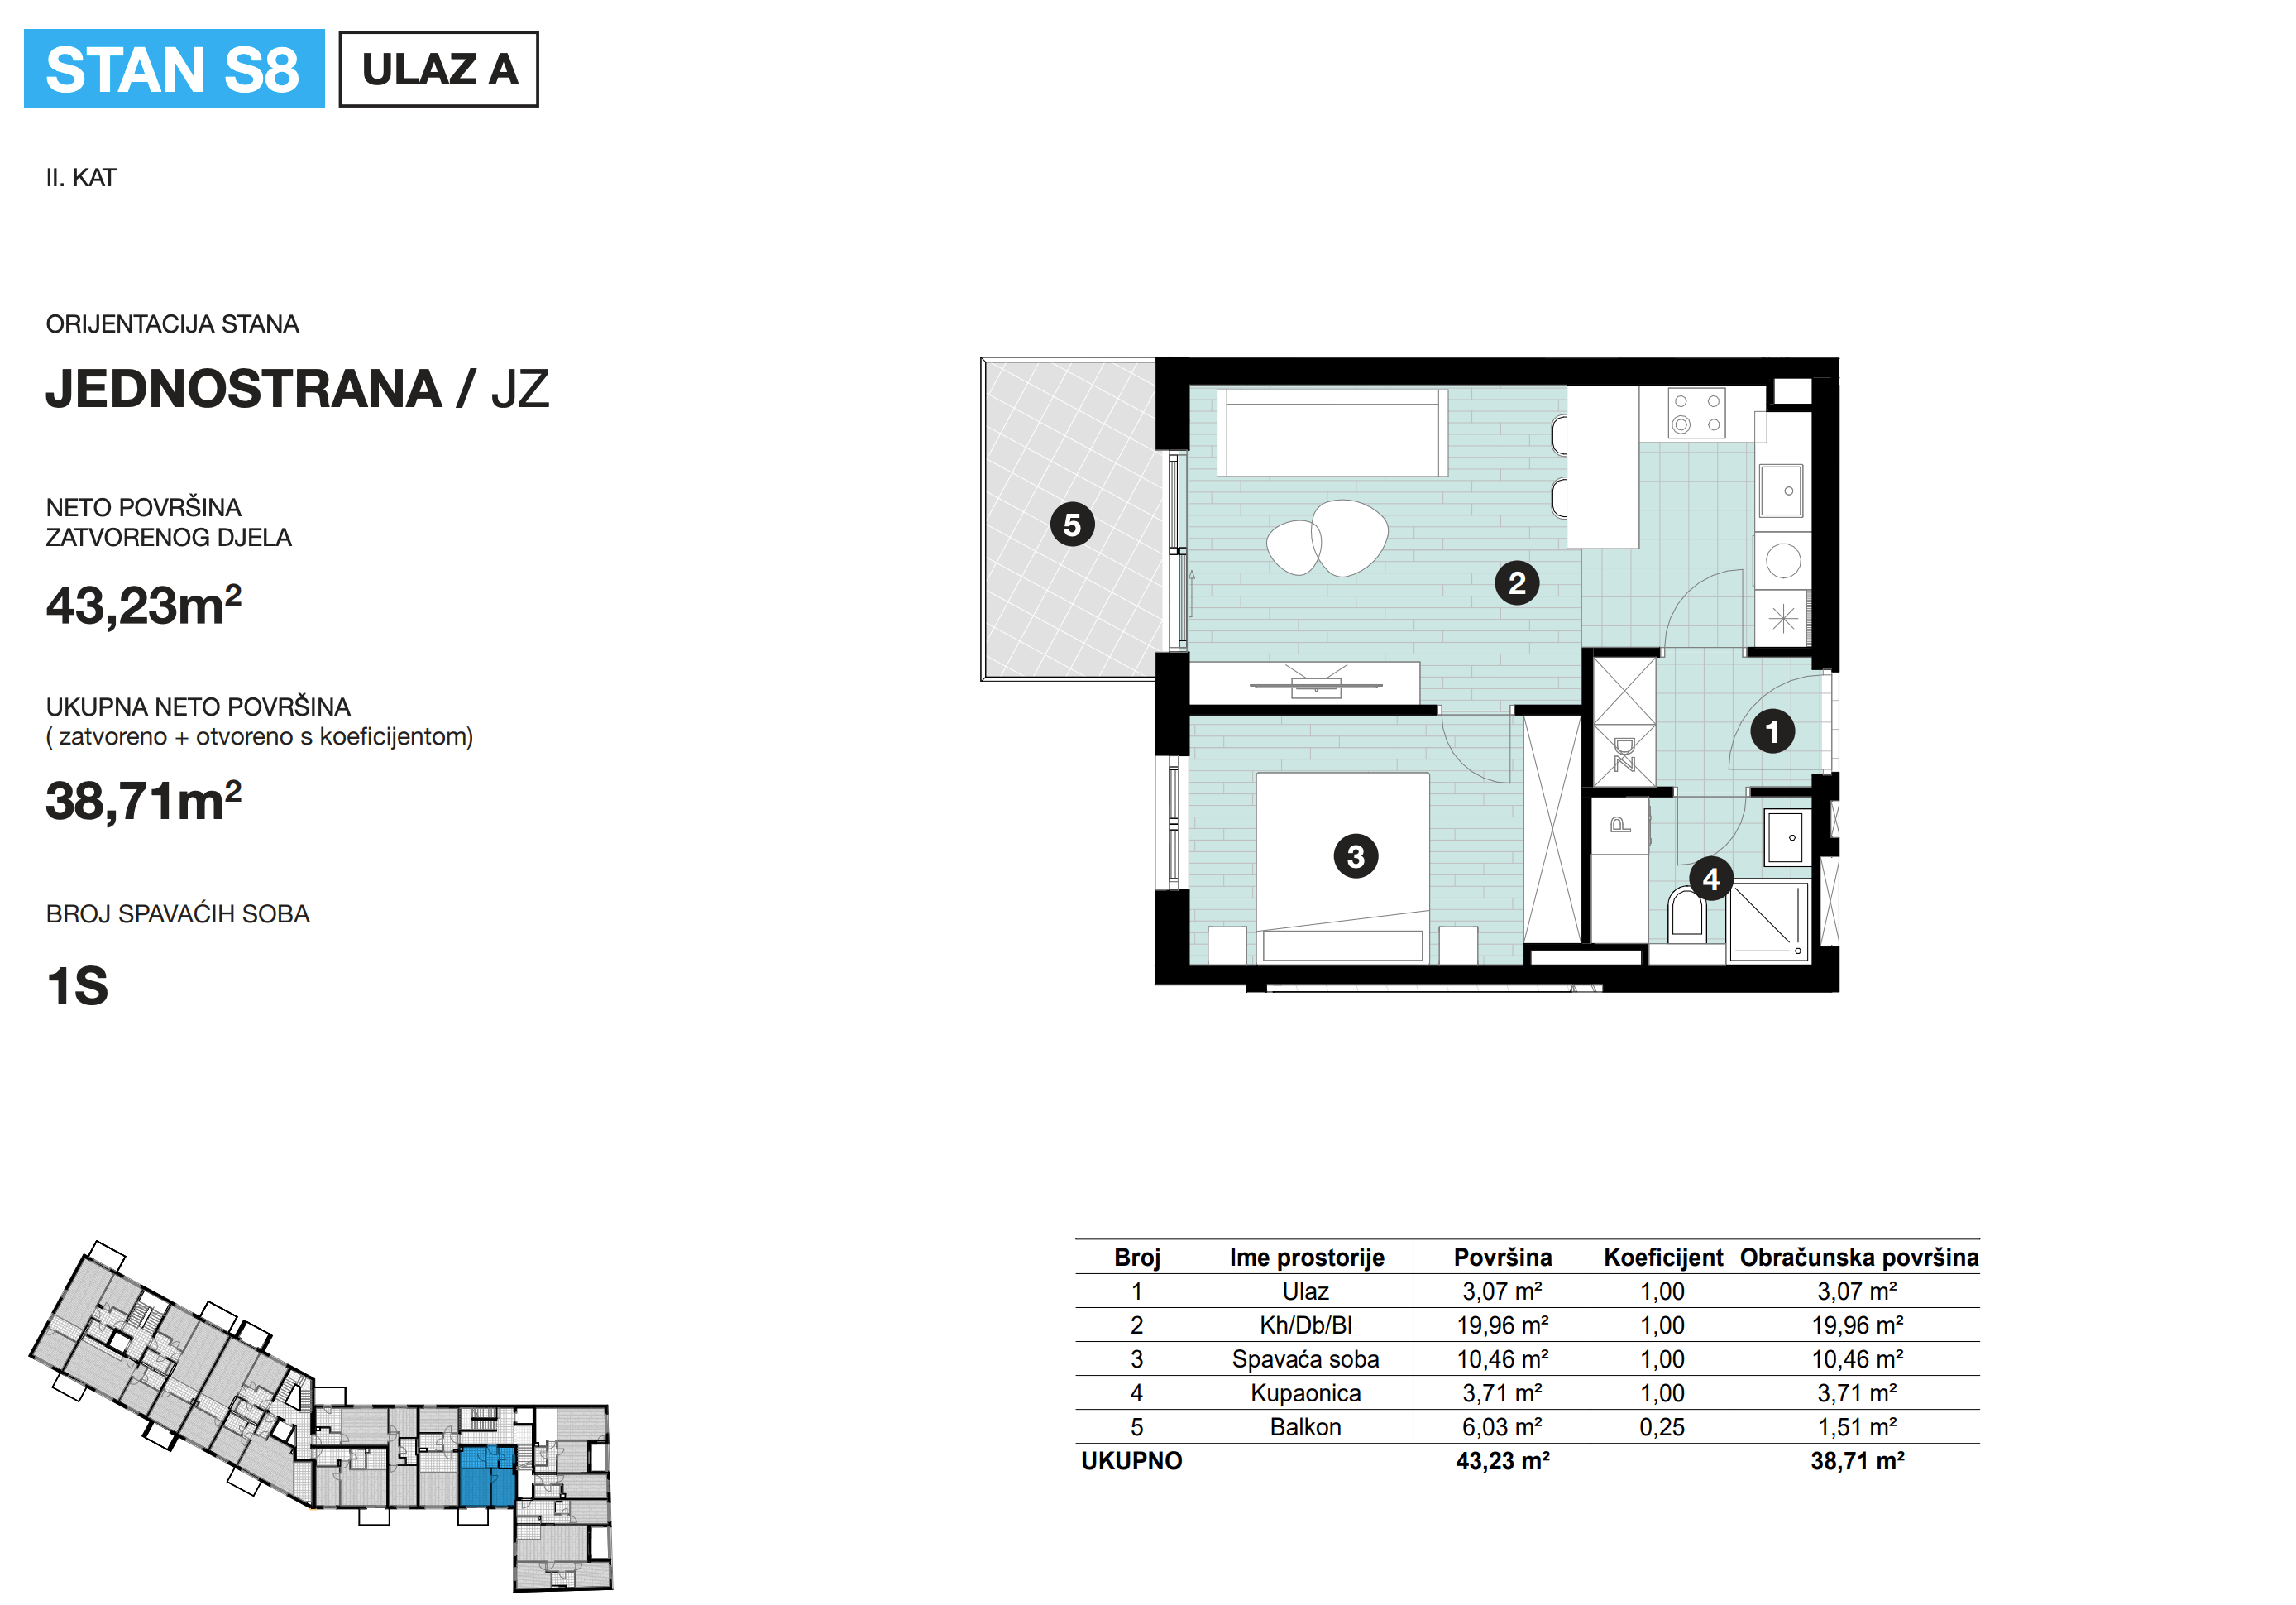 STAN S8
ULAZ A
II. KAT
ORIJENTACIJA STANA
JEDNOSTRANA / JZ
NETO POVRŠINA
ZATVORENOG DJELA
43,23m²
UKUPNA NETO POVRŠINA
( zatvoreno + otvoreno s koeficijentom)
38,71m²
BROJ SPAVAĆIH SOBA
1S
5
2
1
ZD
P
3
4
Broj Ime prostorije Površina Koeficijent Obračunska površina
1 Ulaz 3,07 m² 1,00 3,07 m²
2 Kh/Db/Bl 19,96 m² 1,00 19,96 m²
3 Spavaća soba 10,46 m² 1,00 10,46 m²
4 Kupaonica 3,71 m² 1,00 3,71 m²
5 Balkon 6,03 m² 0,25 1,51 m²
UKUPNO 43,23 m² 38,71 m²